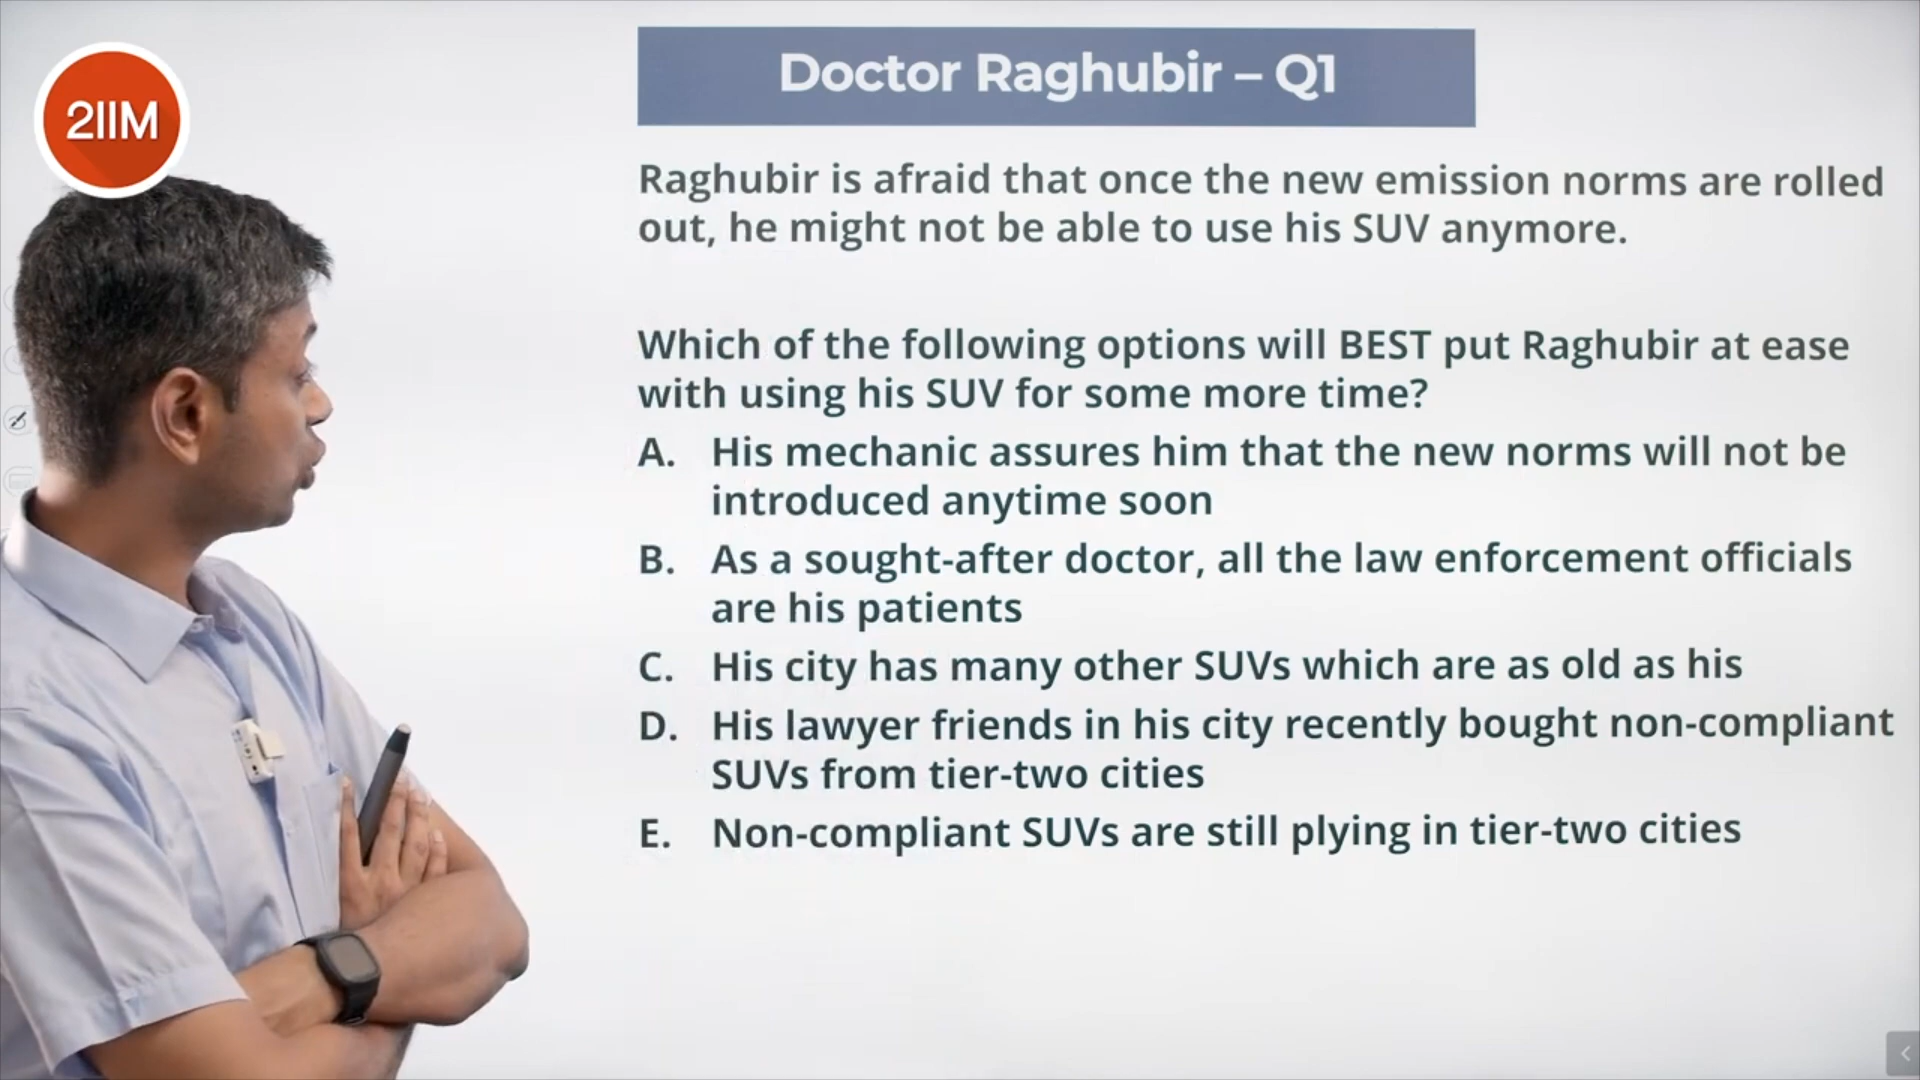 2IIM
Doctor Raghubir – Q1
Raghubir is afraid that once the new emission norms are rolled
out, he might not be able to use his SUV anymore.
Which of the following options will BEST put Raghubir at ease
with using his SUV for some more time?
A. His mechanic assures him that the new norms will not be
introduced anytime soon
B. As a sought-after doctor, all the law enforcement officials
are his patients
C. His city has many other SUVs which are as old as his
D. His lawyer friends in his city recently bought non-compliant
SUVs from tier-two cities
E. Non-compliant SUVs are still plying in tier-two cities